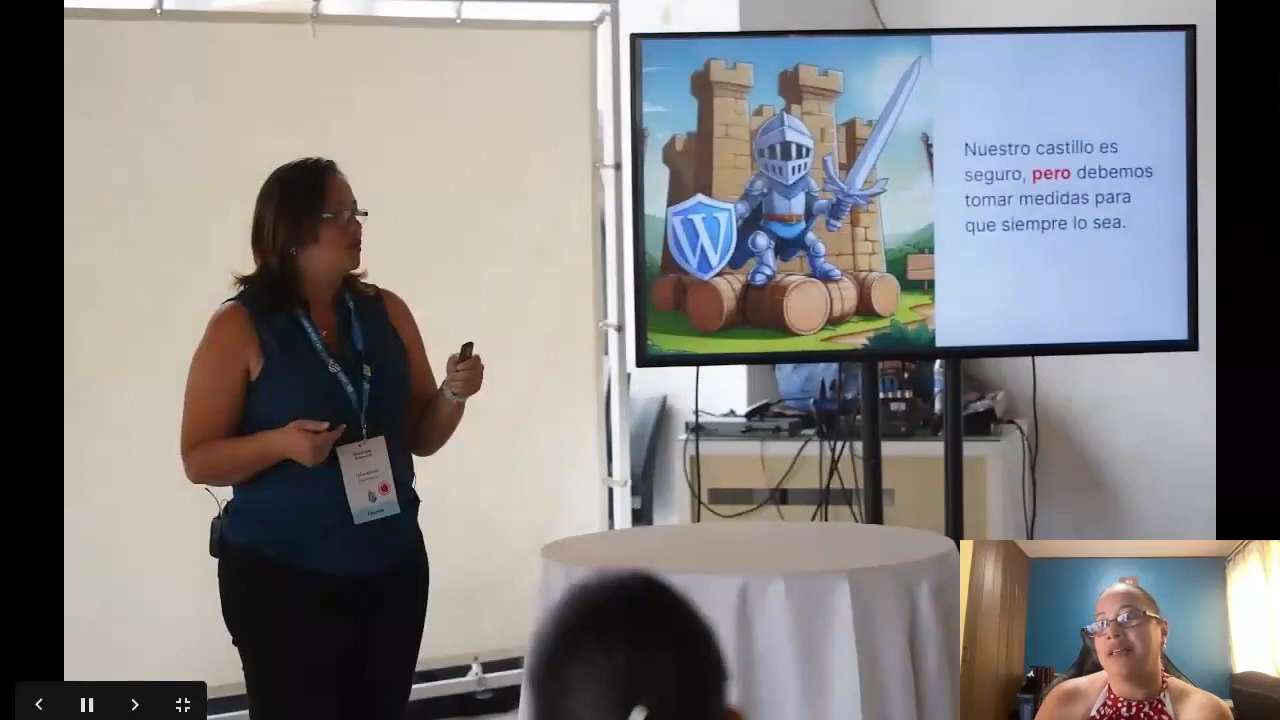 Nuestro castillo es
seguro, pero debemos
tomar medidas para
que siempre lo sea.
W